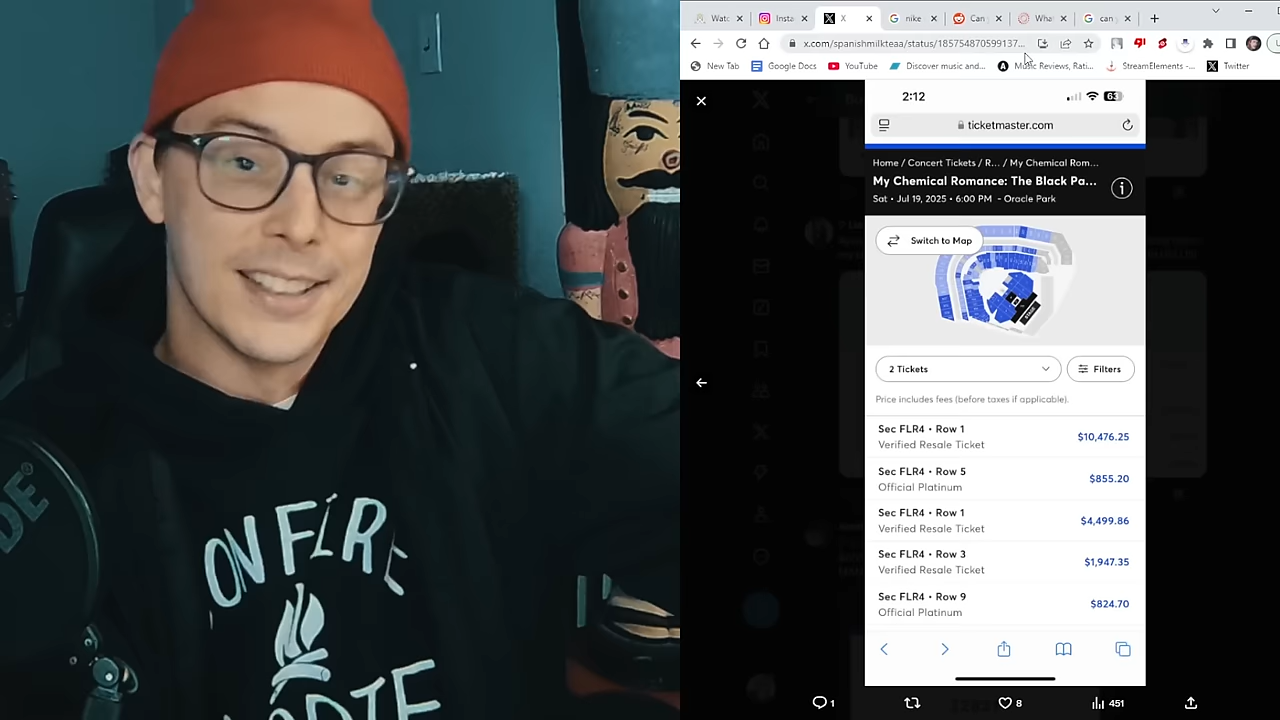 DE®
ON FIRE
Watc
Insta
X
nike
Can
Wha
can y
x.com/spanishmilkteaa/status/185754870599137...
New Tab
Google Docs
YouTube
Discover music and...
Music Reviews, Rati...
StreamElements -...
Twitter
2:12
63
ticketmaster.com
Home / Concert Tickets / R... / My Chemical Rom...
My Chemical Romance: The Black Pa...
Sat • Jul 19, 2025 • 6:00 PM - Oracle Park
Switch to Map
STAGE
2 Tickets
Filters
Price includes fees (before taxes if applicable).
Sec FLR4 • Row 1
Verified Resale Ticket
$10,476.25
Sec FLR4 • Row 5
Official Platinum
$855.20
Sec FLR4 • Row 1
Verified Resale Ticket
$4,499.86
Sec FLR4 • Row 3
Verified Resale Ticket
$1,947.35
Sec FLR4 • Row 9
Official Platinum
$824.70
1
8
451